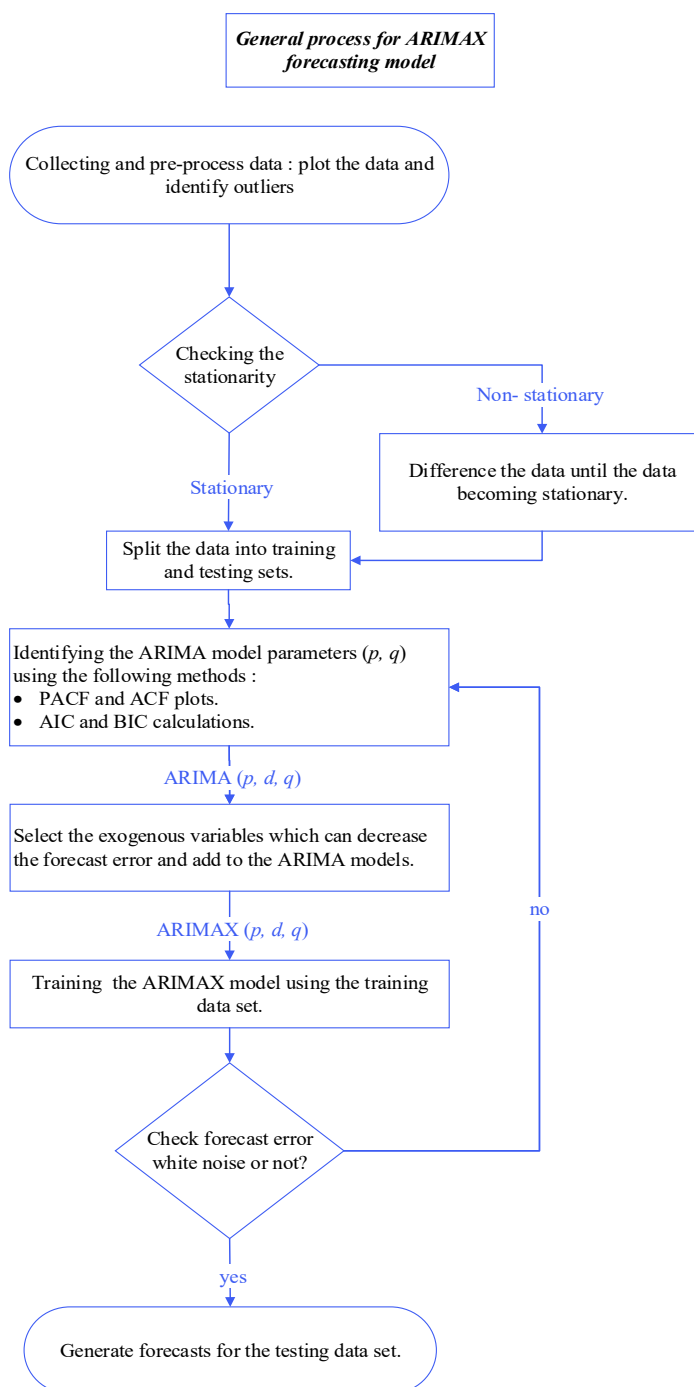 General process for ARIMAX
forecasting model
Collecting and pre-process data : plot the data and
identify outliers
Checking the
stationarity
Non- stationary
Difference the data until the data
becoming stationary.
Stationary
Split the data into training
and testing sets.
Identifying the ARIMA model parameters (p, q)
using the following methods :
• PACF and ACF plots.
• AIC and BIC calculations.
ARIMA (p, d, q)
Select the exogenous variables which can decrease
the forecast error and add to the ARIMA models.
no
ARIMAX (p, d, q)
Training the ARIMAX model using the training
data set.
Check forecast error
white noise or not?
yes
Generate forecasts for the testing data set.